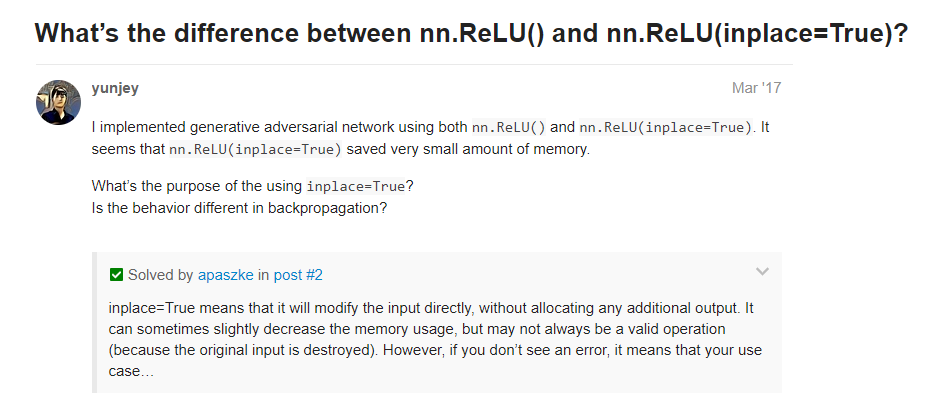 What’s the difference between nn.ReLU() and nn.ReLU(inplace=True)?
yunjey
Mar '17
I implemented generative adversarial network using both nn.ReLU() and nn.ReLU(inplace=True). It
seems that nn.ReLU(inplace=True) saved very small amount of memory.
What’s the purpose of the using inplace=True?
Is the behavior different in backpropagation?
Solved by apaszke in post #2
inplace=True means that it will modify the input directly, without allocating any additional output. It
can sometimes slightly decrease the memory usage, but may not always be a valid operation
(because the original input is destroyed). However, if you don’t see an error, it means that your use
case…